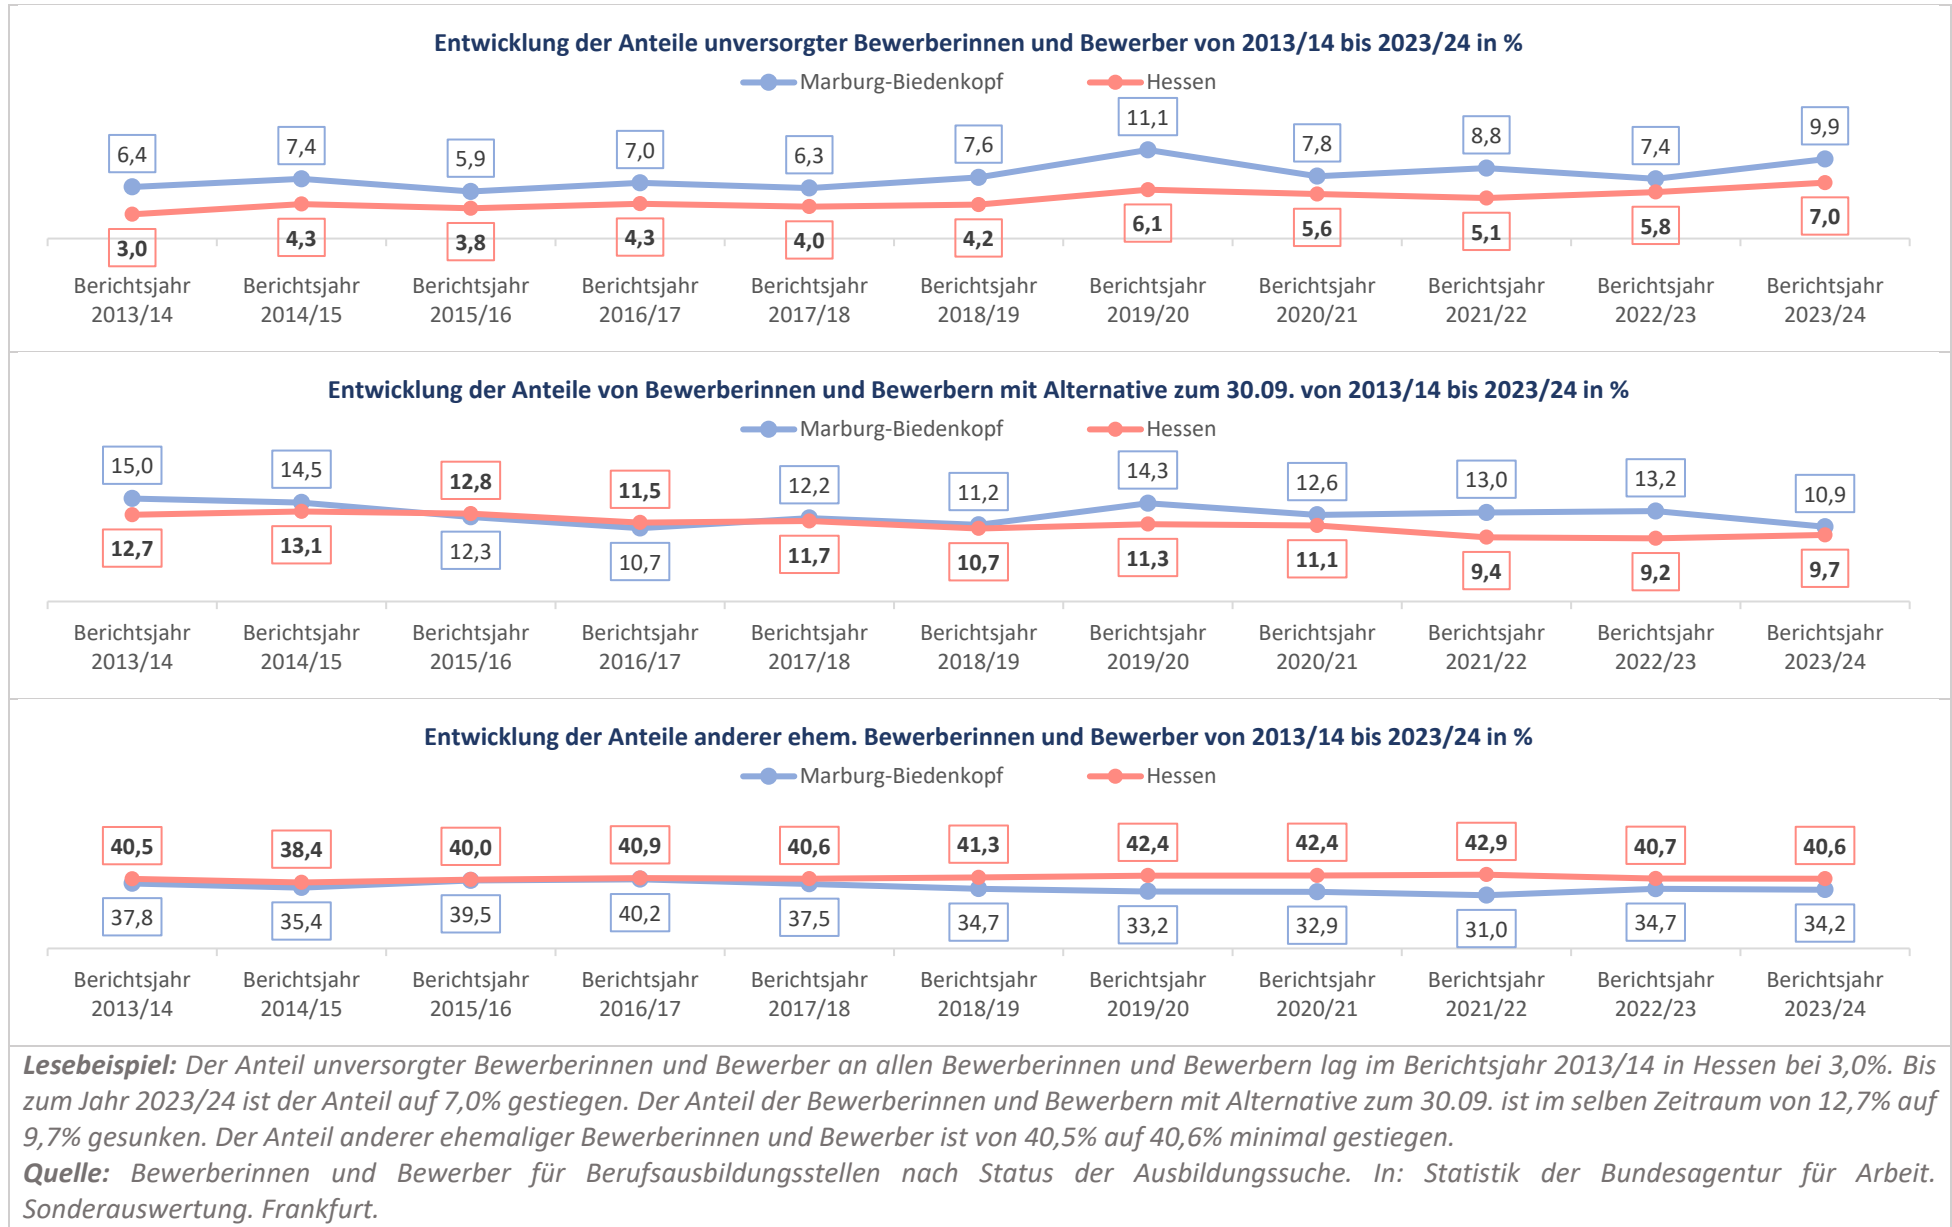 Entwicklung der Anteile unversorgter Bewerberinnen und Bewerber von 2013/14 bis 2023/24 in %
Marburg-Biedenkopf Hessen
6,4 7,4 5,9 7,0 6,3 7,6 11,1 7,8 8,8 7,4 9,9
3,0 4,3 3,8 4,3 4,0 4,2 6,1 5,6 5,1 5,8 7,0
Berichtsjahr Berichtsjahr Berichtsjahr Berichtsjahr Berichtsjahr Berichtsjahr Berichtsjahr Berichtsjahr Berichtsjahr Berichtsjahr Berichtsjahr
2013/14 2014/15 2015/16 2016/17 2017/18 2018/19 2019/20 2020/21 2021/22 2022/23 2023/24
Entwicklung der Anteile von Bewerberinnen und Bewerbern mit Alternative zum 30.09. von 2013/14 bis 2023/24 in %
Marburg-Biedenkopf Hessen
15,0 14,5 12,8 11,5 12,2 11,2 14,3 12,6 13,0 13,2 10,9
12,7 13,1 12,3 10,7 11,7 10,7 11,3 11,1 9,4 9,2 9,7
Berichtsjahr Berichtsjahr Berichtsjahr Berichtsjahr Berichtsjahr Berichtsjahr Berichtsjahr Berichtsjahr Berichtsjahr Berichtsjahr Berichtsjahr
2013/14 2014/15 2015/16 2016/17 2017/18 2018/19 2019/20 2020/21 2021/22 2022/23 2023/24
Entwicklung der Anteile anderer ehem. Bewerberinnen und Bewerber von 2013/14 bis 2023/24 in %
Marburg-Biedenkopf Hessen
40,5 38,4 40,0 40,9 40,6 41,3 42,4 42,4 42,9 40,7 40,6
37,8 35,4 39,5 40,2 37,5 34,7 33,2 32,9 31,0 34,7 34,2
Berichtsjahr Berichtsjahr Berichtsjahr Berichtsjahr Berichtsjahr Berichtsjahr Berichtsjahr Berichtsjahr Berichtsjahr Berichtsjahr Berichtsjahr
2013/14 2014/15 2015/16 2016/17 2017/18 2018/19 2019/20 2020/21 2021/22 2022/23 2023/24
Lesebeispiel: Der Anteil unversorgter Bewerberinnen und Bewerber an allen Bewerberinnen und Bewerbern lag im Berichtsjahr 2013/14 in Hessen bei 3,0%. Bis
zum Jahr 2023/24 ist der Anteil auf 7,0% gestiegen. Der Anteil der Bewerberinnen und Bewerbern mit Alternative zum 30.09. ist im selben Zeitraum von 12,7% auf
9,7% gesunken. Der Anteil anderer ehemaliger Bewerberinnen und Bewerber ist von 40,5% auf 40,6% minimal gestiegen.
Quelle: Bewerberinnen und Bewerber für Berufsausbildungsstellen nach Status der Ausbildungssuche. In: Statistik der Bundesagentur für Arbeit.
Sonderauswertung. Frankfurt.